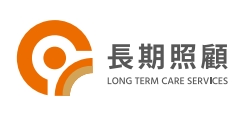 長期照顧
LONG TERM CARE SERVICES